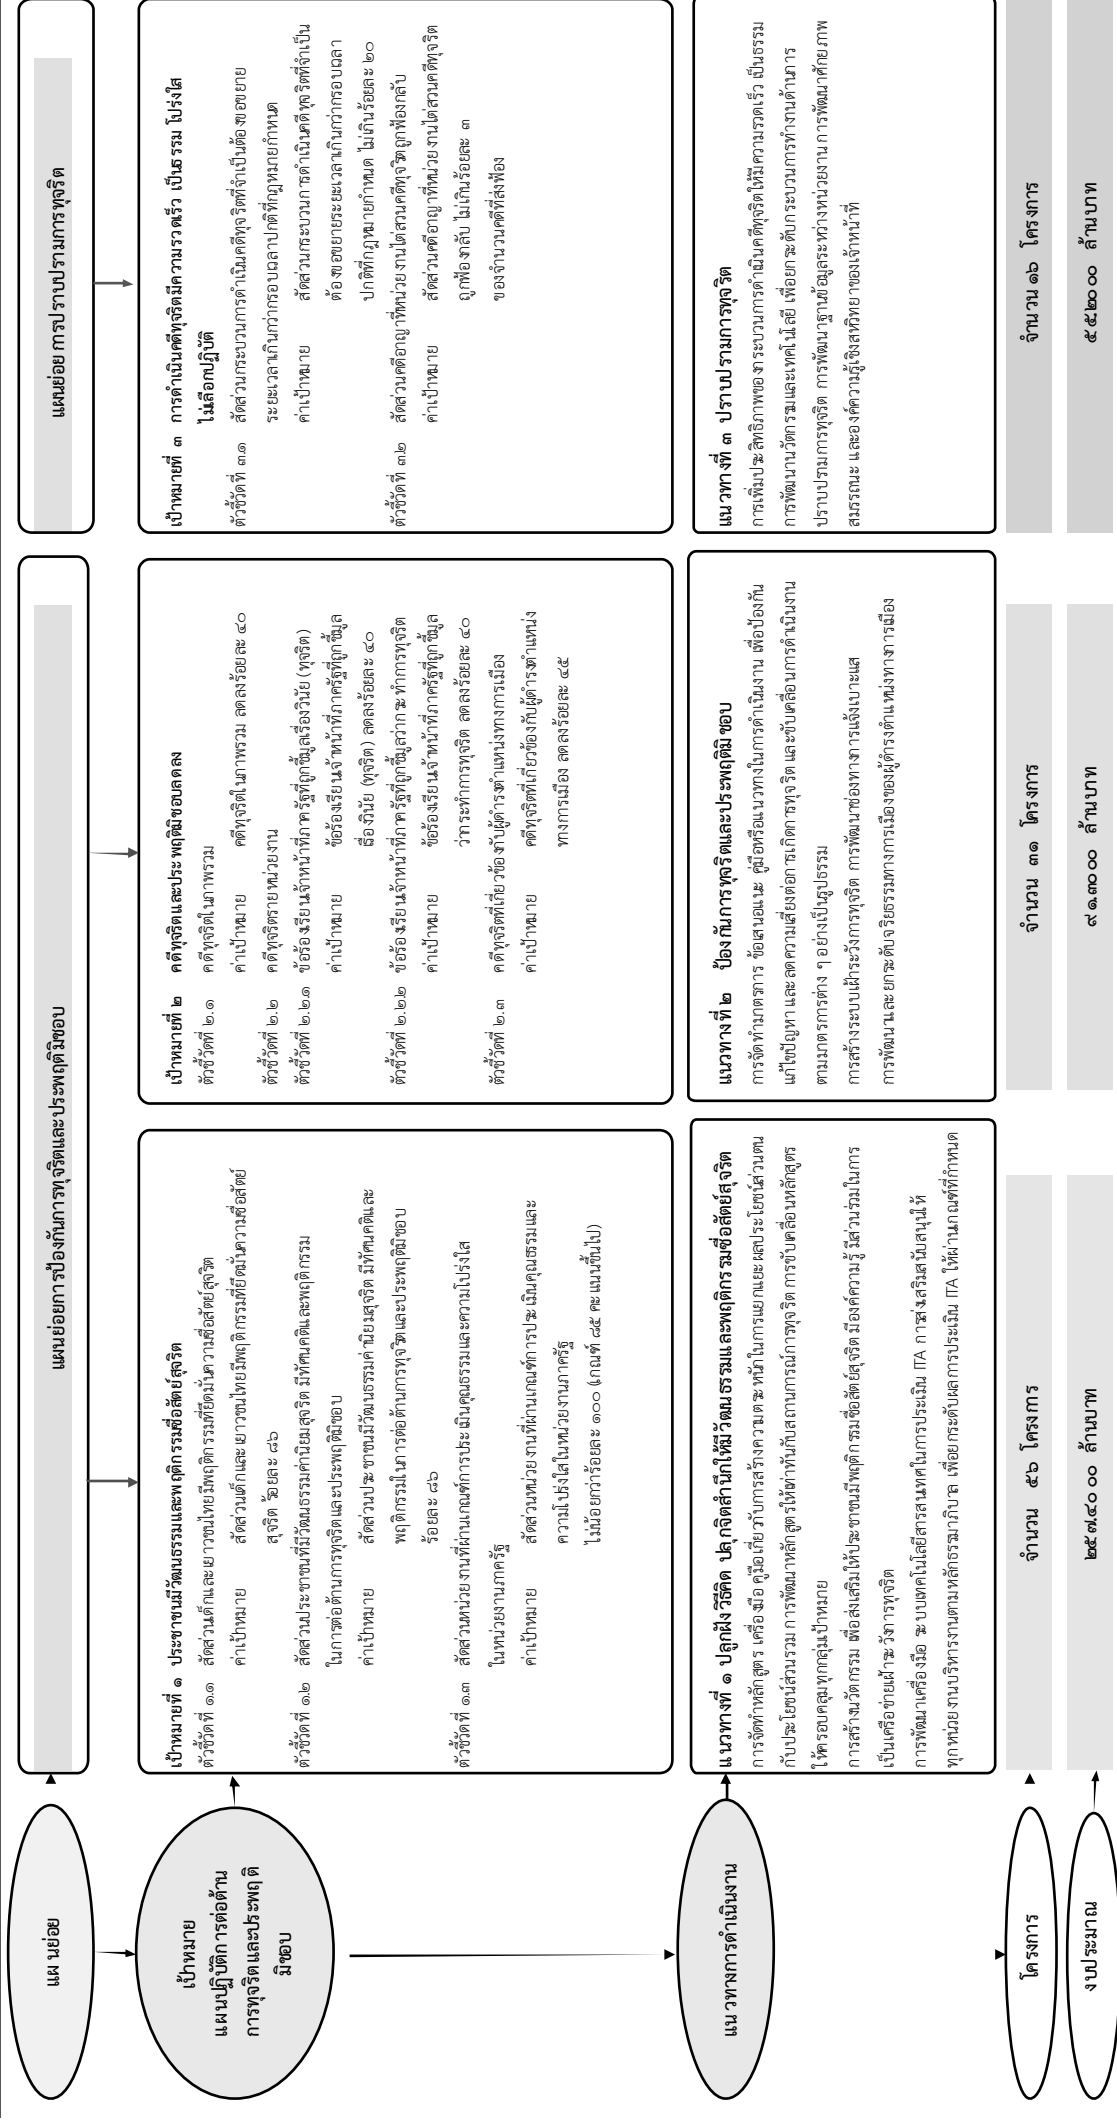 แผนย่อย
แผนย่อยการป้องกันการทุจริตและประพฤติมิชอบ
แผนย่อย การปราบปรามการทุจริต
เป้าหมาย
แผนปฏิบัติการต่อต้าน
การทุจริตและประพฤติ
มิชอบ
เป้าหมายที่ ๑ ประชาชนมีวัฒนธรรมและพฤติกรรมซื่อสัตย์สุจริต
ตัวชี้วัดที่ ๑.๑ สัดส่วนเด็กและเยาวชนไทยมีพฤติกรรมที่ยึดมั่นความซื่อสัตย์สุจริต
ค่าเป้าหมาย สัดส่วนเด็กและเยาวชนไทยมีพฤติกรรมที่ยึดมั่นความซื่อสัตย์
สุจริต ร้อยละ ๘๖
ตัวชี้วัดที่ ๑.๒ สัดส่วนประชาชนที่มีวัฒนธรรมค่านิยมสุจริต มีทัศนคติและพฤติกรรม
ในการต่อต้านการทุจริตและประพฤติมิชอบ
ค่าเป้าหมาย สัดส่วนประชาชนมีวัฒนธรรมค่านิยมสุจริต มีทัศนคติและ
พฤติกรรมในการต่อต้านการทุจริตและประพฤติมิชอบ
ร้อยละ ๘๖
ตัวชี้วัดที่ ๑.๓ สัดส่วนหน่วยงานที่ผ่านเกณฑ์การประเมินคุณธรรมและความโปร่งใส
ในหน่วยงานภาครัฐ
ค่าเป้าหมาย สัดส่วนหน่วยงานที่ผ่านเกณฑ์การประเมินคุณธรรมและ
ความโปร่งใสในหน่วยงานภาครัฐ
ไม่น้อยกว่าร้อยละ ๑๐๐ (เกณฑ์ ๘๕ คะแนนขึ้นไป)
เป้าหมายที่ ๒ คดีทุจริตและประพฤติมิชอบลดลง
ตัวชี้วัดที่ ๒.๑ คดีทุจริตในภาพรวม
ค่าเป้าหมาย คดีทุจริตในภาพรวม ลดลงร้อยละ ๔๐
ตัวชี้วัดที่ ๒.๒ คดีทุจริตรายหน่วยงาน
ตัวชี้วัดที่ ๒.๒.๑ ข้อร้องเรียนเจ้าหน้าที่ภาครัฐที่ถูกชี้มูลเรื่องวินัย (ทุจริต)
ค่าเป้าหมาย ข้อร้องเรียนเจ้าหน้าที่ภาครัฐที่ถูกชี้มูล
เรื่องวินัย (ทุจริต) ลดลงร้อยละ ๔๐
ตัวชี้วัดที่ ๒.๒.๒ ข้อร้องเรียนเจ้าหน้าที่ภาครัฐที่ถูกชี้มูลว่ากระทำการทุจริต
ค่าเป้าหมาย ข้อร้องเรียนเจ้าหน้าที่ภาครัฐที่ถูกชี้มูล
ว่ากระทำการทุจริต ลดลงร้อยละ ๔๐
ตัวชี้วัดที่ ๒.๓ คดีทุจริตที่เกี่ยวข้องกับผู้ดำรงตำแหน่งทางการเมือง
ค่าเป้าหมาย คดีทุจริตที่เกี่ยวข้องกับผู้ดำรงตำแหน่ง
ทางการเมือง ลดลงร้อยละ ๔๕
เป้าหมายที่ ๓ การดำเนินคดีทุจริตมีความรวดเร็ว เป็นธรรม โปร่งใส
ไม่เลือกปฏิบัติ
ตัวชี้วัดที่ ๓.๑ สัดส่วนกระบวนการดำเนินคดีทุจริตที่จำเป็นต้องขอขยาย
ระยะเวลาเกินกว่ากรอบเวลาปกติที่กฎหมายกำหนด
ค่าเป้าหมาย สัดส่วนกระบวนการดำเนินคดีทุจริตที่จำเป็น
ต้องขอขยายระยะเวลาเกินกว่ากรอบเวลา
ปกติที่กฎหมายกำหนด ไม่เกินร้อยละ ๒๐
ตัวชี้วัดที่ ๓.๒ สัดส่วนคดีอาญาที่หน่วยงานไต่สวนคดีทุจริตถูกฟ้องกลับ
ค่าเป้าหมาย สัดส่วนคดีอาญาที่หน่วยงานไต่สวนคดีทุจริต
ถูกฟ้องกลับ ไม่เกินร้อยละ ๓
ของจำนวนคดีที่ส่งฟ้อง
แนวทางการดำเนินงาน
แนวทางที่ ๑ ปลูกฝังวิธีคิด ปลุกจิตสำนึกให้มีวัฒนธรรมและพฤติกรรมซื่อสัตย์สุจริต
การจัดทำหลักสูตร เครื่องมือ คู่มือเกี่ยวกับการสร้างความตระหนักในการแยกแยะผลประโยชน์ส่วนตน
กับประโยชน์ส่วนรวม การพัฒนาหลักสูตรให้เท่าทันกับสถานการณ์การทุจริต การขับเคลื่อนหลักสูตร
ให้ครอบคลุมทุกกลุ่มเป้าหมาย
การสร้างนวัตกรรม เพื่อส่งเสริมให้ประชาชนมีพฤติกรรมซื่อสัตย์สุจริต มีองค์ความรู้ มีส่วนร่วมในการ
เป็นเครือข่ายเฝ้าระวังการทุจริต
การพัฒนาเครื่องมือ ระบบเทคโนโลยีสารสนเทศในการประเมิน ITA การส่งเสริมสนับสนุนให้
ทุกหน่วยงานบริหารงานตามหลักธรรมาภิบาล เพื่อยกระดับผลการประเมิน ITA ให้ผ่านเกณฑ์ที่กำหนด
แนวทางที่ ๒ ป้องกันการทุจริตและประพฤติมิชอบ
การจัดทำมาตรการ ข้อเสนอแนะ คู่มือหรือแนวทางในการดำเนินงาน เพื่อป้องกัน
แก้ไขปัญหา และลดความเสี่ยงต่อการเกิดการทุจริต และขับเคลื่อนการดำเนินงาน
ตามมาตรการต่าง ๆ อย่างเป็นรูปธรรม
การสร้างระบบเฝ้าระวังการทุจริต การพัฒนาช่องทางการแจ้งเบาะแส
การพัฒนาและยกระดับจริยธรรมทางการเมืองของผู้ดำรงตำแหน่งทางการเมือง
แนวทางที่ ๓ ปราบปรามการทุจริต
การเพิ่มประสิทธิภาพของกระบวนการดำเนินคดีทุจริตให้มีความรวดเร็ว เป็นธรรม
การพัฒนานวัตกรรมและเทคโนโลยี เพื่อยกระดับกระบวนการทำงานด้านการ
ปราบปรามการทุจริต การพัฒนาฐานข้อมูลระหว่างหน่วยงาน การพัฒนาศักยภาพ
สมรรถนะ และองค์ความรู้เชิงสหวิทยาของเจ้าหน้าที่
โครงการ
จำนวน ๕๖ โครงการ
จำนวน ๓๑ โครงการ
จำนวน ๑๖ โครงการ
งบประมาณ
๒๕๗.๔๐๐๐ ล้านบาท
๙๑.๓๐๐๐ ล้านบาท
๕๕.๒๐๐๐ ล้านบาท